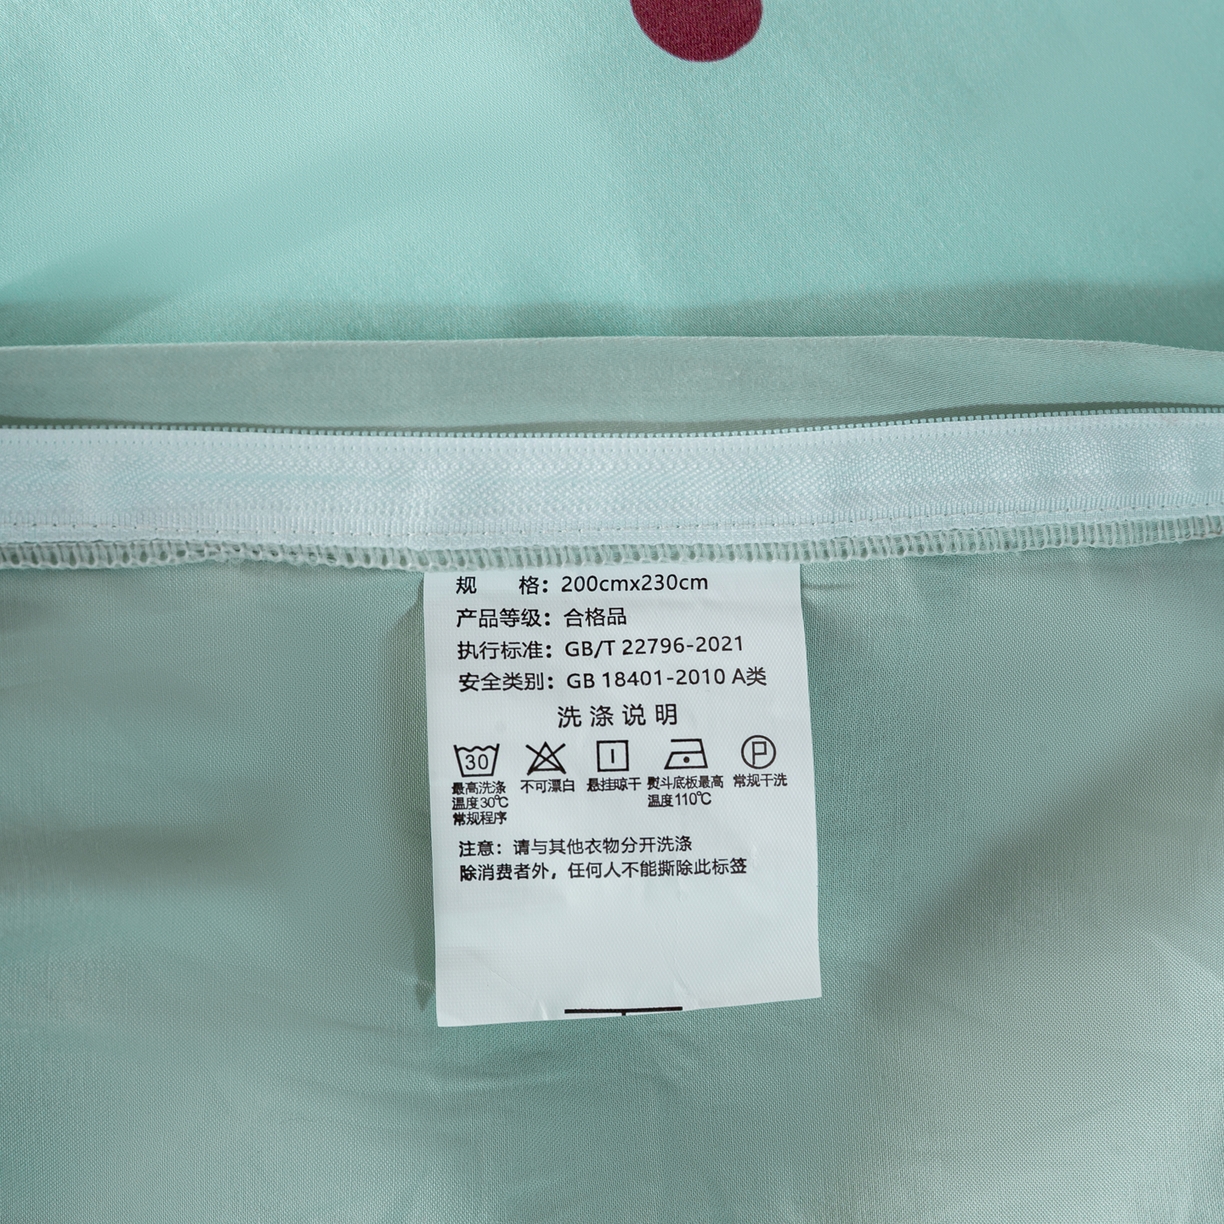 规 格：200cmx230cm
产品等级：合格品
执行标准：GB/T 22796-2021
安全类别：GB 18401-2010 A类
洗涤说明
30 P
最高洗涤温度30℃常规程序 不可漂白 悬挂晾干 熨斗底板最高温度110℃ 常规干洗
注意：请与其他衣物分开洗涤
除消费者外，任何人不能撕除此标签